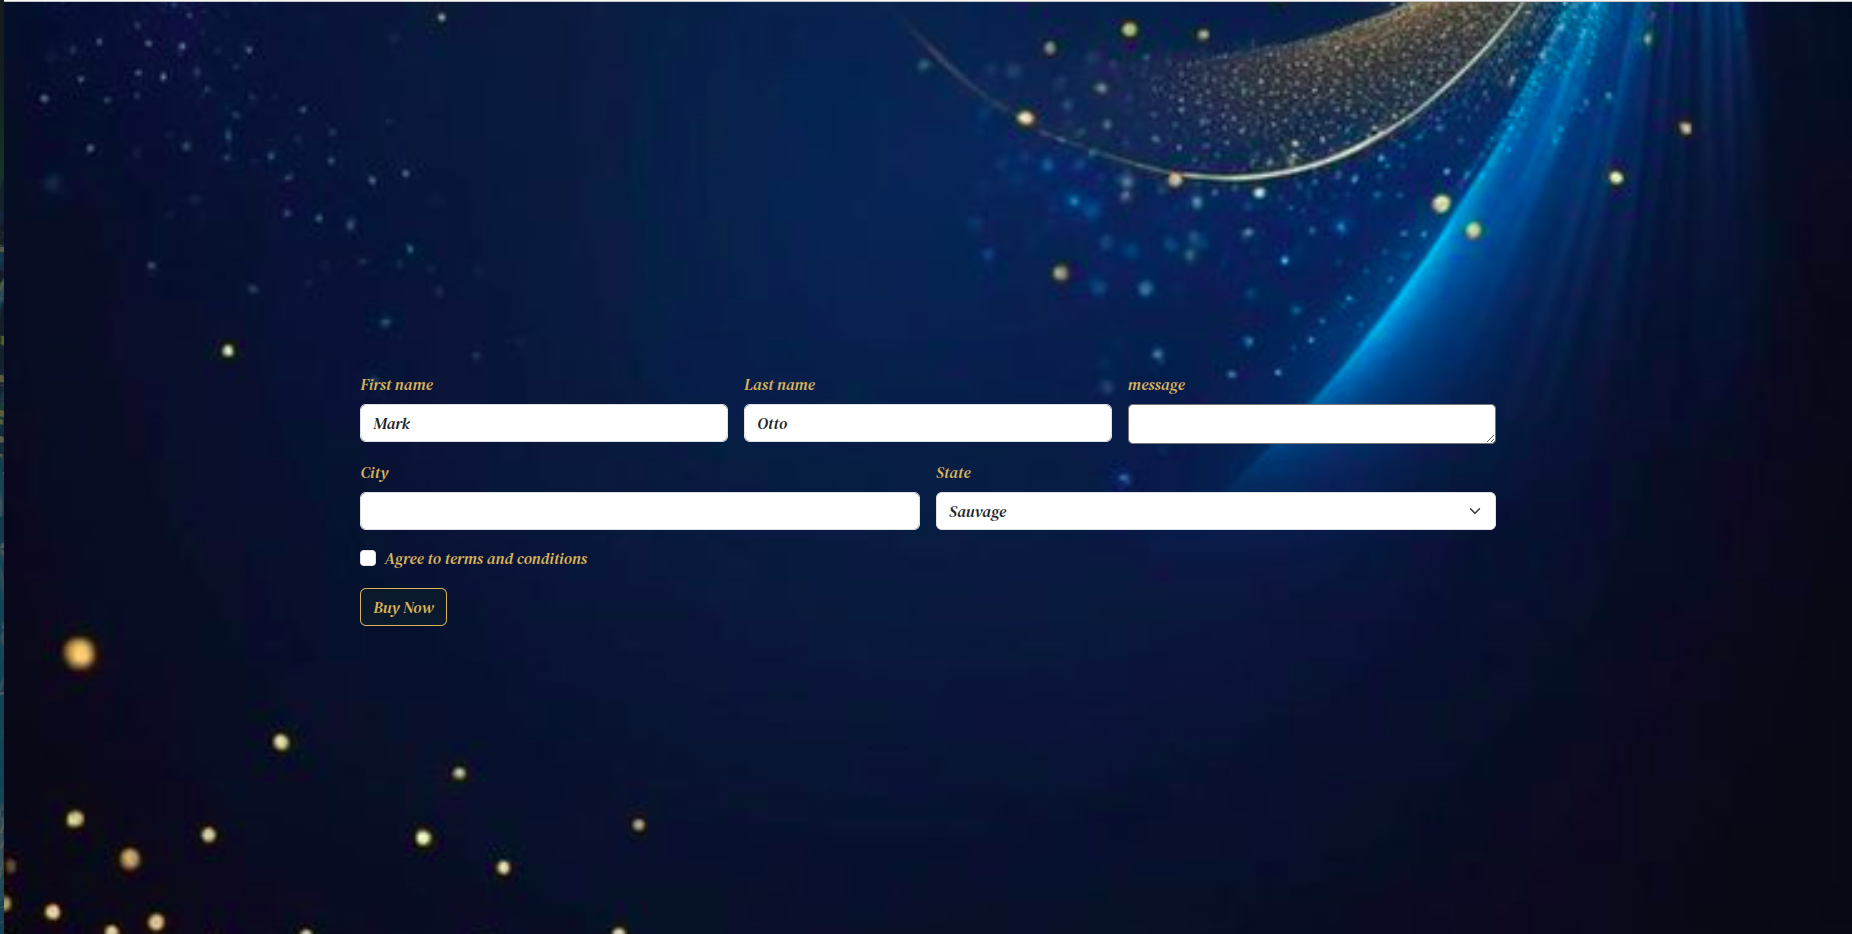 First name Last name message
Mark Otto
City State
Sauvage
Agree to terms and conditions
Buy Now